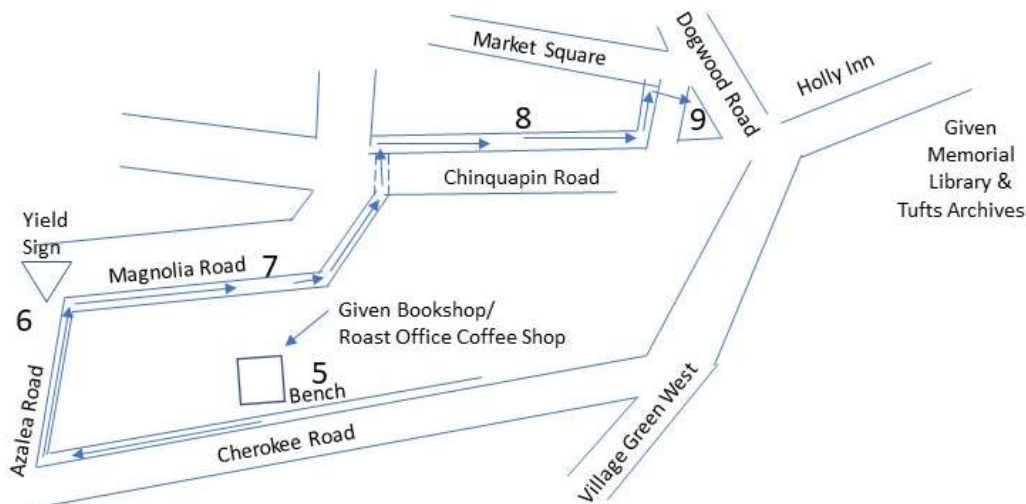 Market Square
Dogwood Road
Holly Inn
8
9
Given
Memorial
Library &
Tufts Archives
Chinquapin Road
Yield
Sign
Magnolia Road
7
6
Given Bookshop/
Roast Office Coffee Shop
5
Bench
Azalea Road
Cherokee Road
Village Green West